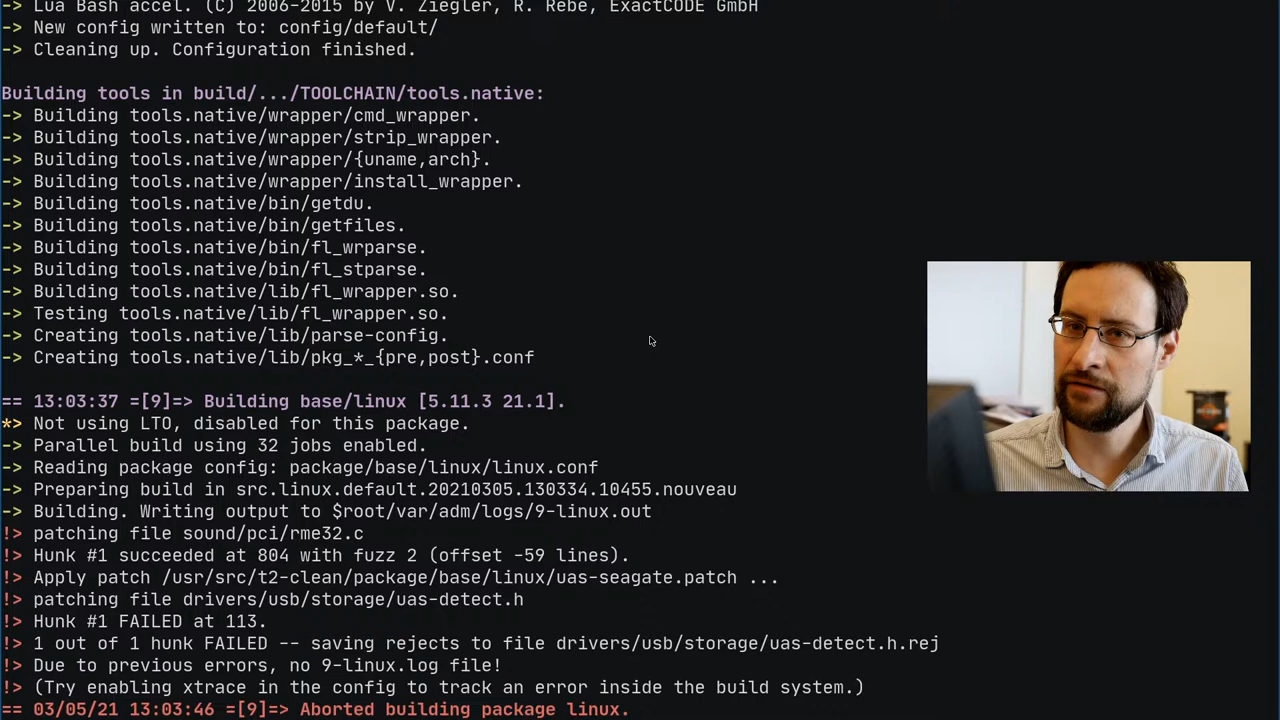 -> Lua Bash accel. (C) 2006-2015 by V. Ziegler, R. Rebe, ExactCODE GmbH
-> New config written to: config/default/
-> Cleaning up. Configuration finished.
Building tools in build/.../TOOLCHAIN/tools.native:
-> Building tools.native/wrapper/cmd_wrapper.
-> Building tools.native/wrapper/strip_wrapper.
-> Building tools.native/wrapper/{uname,arch}.
-> Building tools.native/wrapper/install_wrapper.
-> Building tools.native/bin/getdu.
-> Building tools.native/bin/getfiles.
-> Building tools.native/bin/fl_wrparse.
-> Building tools.native/bin/fl_stparse.
-> Building tools.native/lib/fl_wrapper.so.
-> Testing tools.native/lib/fl_wrapper.so.
-> Creating tools.native/lib/parse-config.
-> Creating tools.native/lib/pkg_*_{pre,post}.conf
== 13:03:37 =[9]=> Building base/linux [5.11.3 21.1].
*> Not using LTO, disabled for this package.
-> Parallel build using 32 jobs enabled.
-> Reading package config: package/base/linux/linux.conf
-> Preparing build in src.linux.default.20210305.130334.10455.nouveau
-> Building. Writing output to $root/var/adm/logs/9-linux.out
!> patching file sound/pci/rme32.c
!> Hunk #1 succeeded at 804 with fuzz 2 (offset -59 lines).
!> Apply patch /usr/src/t2-clean/package/base/linux/uas-seagate.patch ...
!> patching file drivers/usb/storage/uas-detect.h
!> Hunk #1 FAILED at 113.
!> 1 out of 1 hunk FAILED -- saving rejects to file drivers/usb/storage/uas-detect.h.rej
!> Due to previous errors, no 9-linux.log file!
!> (Try enabling xtrace in the config to track an error inside the build system.)
== 03/05/21 13:03:46 =[9]=> Aborted building package linux.